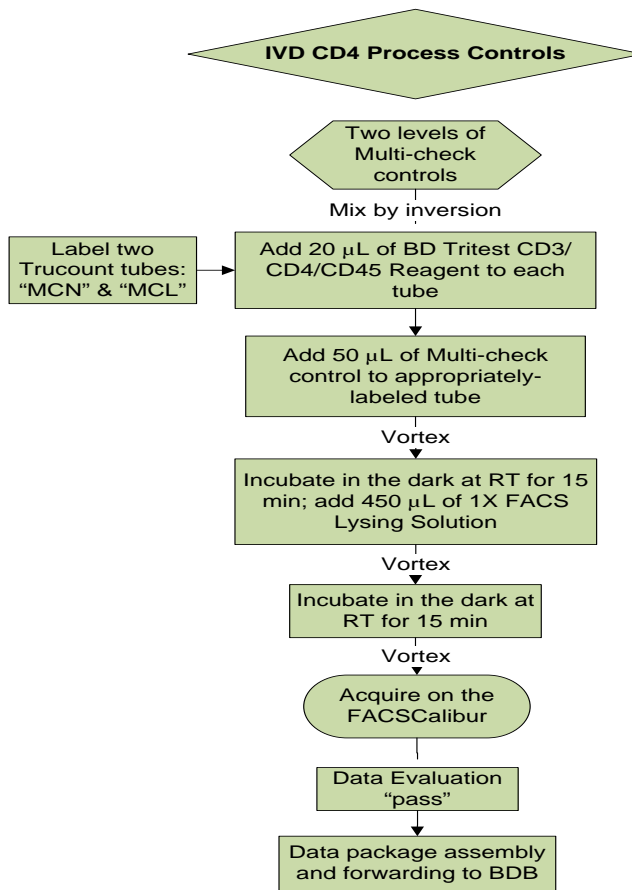 IVD CD4 Process Controls
Two levels of
Multi-check
controls
Mix by inversion
Label two
Trucount tubes:
“MCN” & “MCL”
Add 20 μL of BD Tritest CD3/
CD4/CD45 Reagent to each
tube
Add 50 μL of Multi-check
control to appropriately-
labeled tube
Vortex
Incubate in the dark at RT for 15
min; add 450 μL of 1X FACS
Lysing Solution
Vortex
Incubate in the dark at
RT for 15 min
Vortex
Acquire on the
FACSCalibur
Data Evaluation
“pass”
Data package assembly
and forwarding to BDB